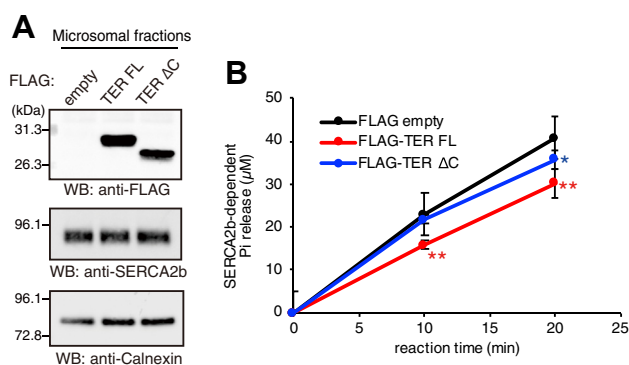 A
Microsomal fractions
FLAG: empty TER FL TER ΔC
(kDa)
31.3
26.3
WB: anti-FLAG
96.1
WB: anti-SERCA2b
96.1
72.8
WB: anti-Calnexin
B
50
40
30
20
10
0
SERCA2b-dependent
Pi release (μM)
FLAG empty
FLAG-TER FL
FLAG-TER ΔC
*
**
**
0 5 10 15 20 25
reaction time (min)